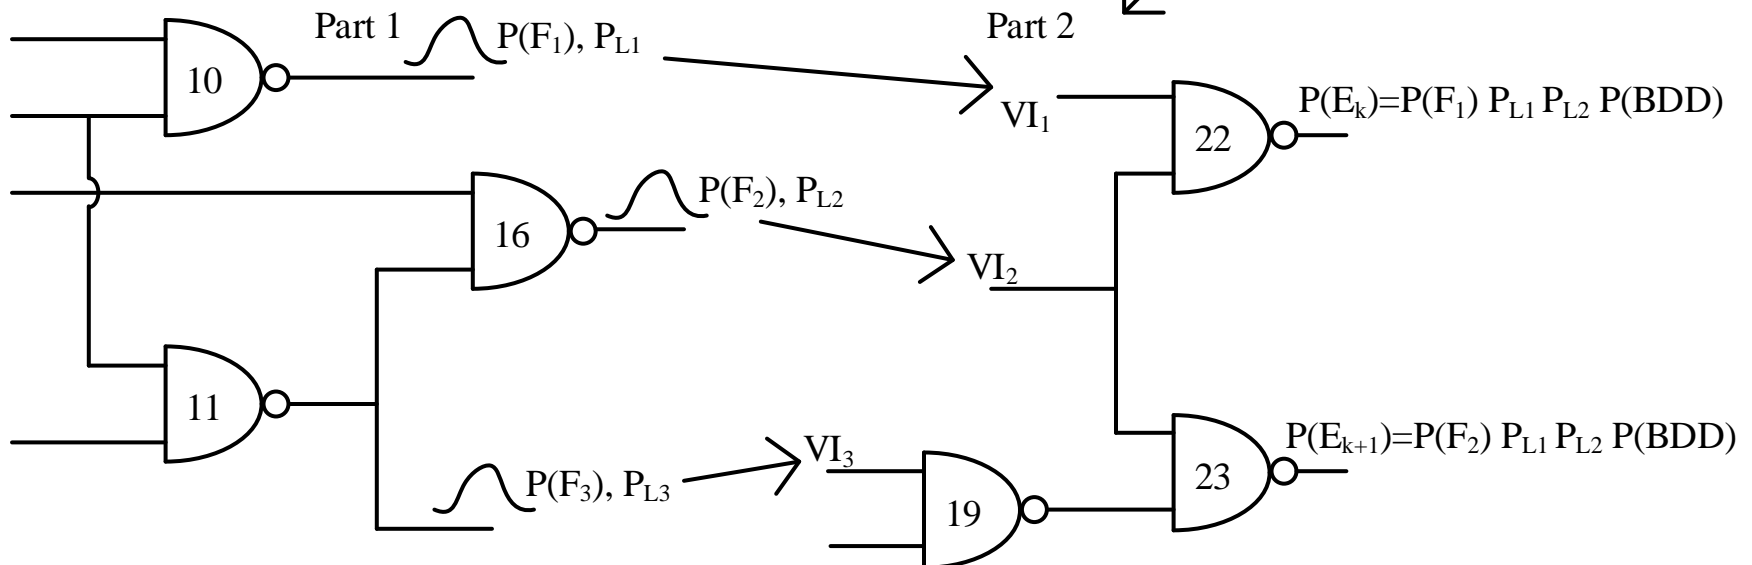 Part 1
P(F1), PL1
Part 2
10
VI1
22
P(Ek)=P(F1) PL1 PL2 P(BDD)
16
P(F2), PL2
VI2
11
P(F3), PL3
VI3
19
23
P(Ek+1)=P(F2) PL1 PL2 P(BDD)